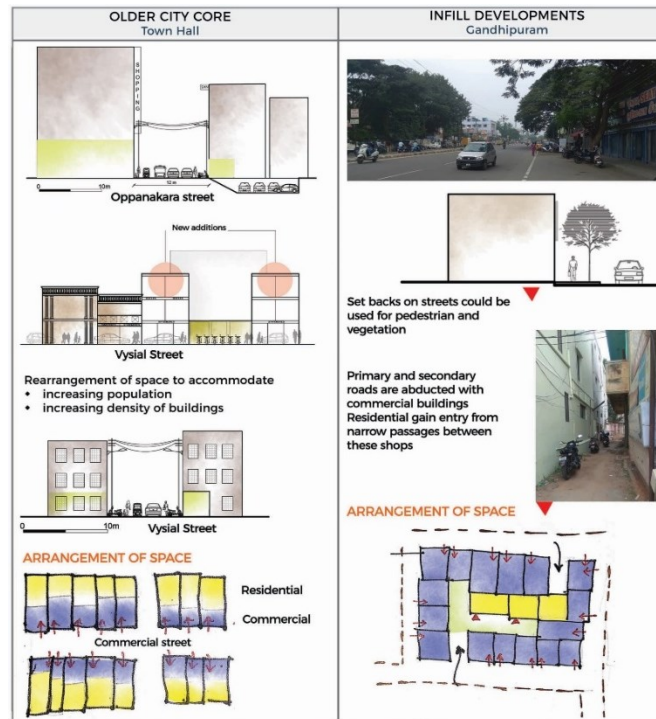 OLDER CITY CORE
Town Hall
SHOPPING
0 10m
10 m
Oppanakara street
New additions
Vysial Street
Rearrangement of space to accommodate
• increasing population
• increasing density of buildings
0 10m
Vysial Street
ARRANGEMENT OF SPACE
Residential
Commercial
Commercial street
INFILL DEVELOPMENTS
Gandhipuram
Set backs on streets could be
used for pedestrian and
vegetation
Primary and secondary
roads are abducted with
commercial buildings
Residential gain entry from
narrow passages between
these shops
ARRANGEMENT OF SPACE